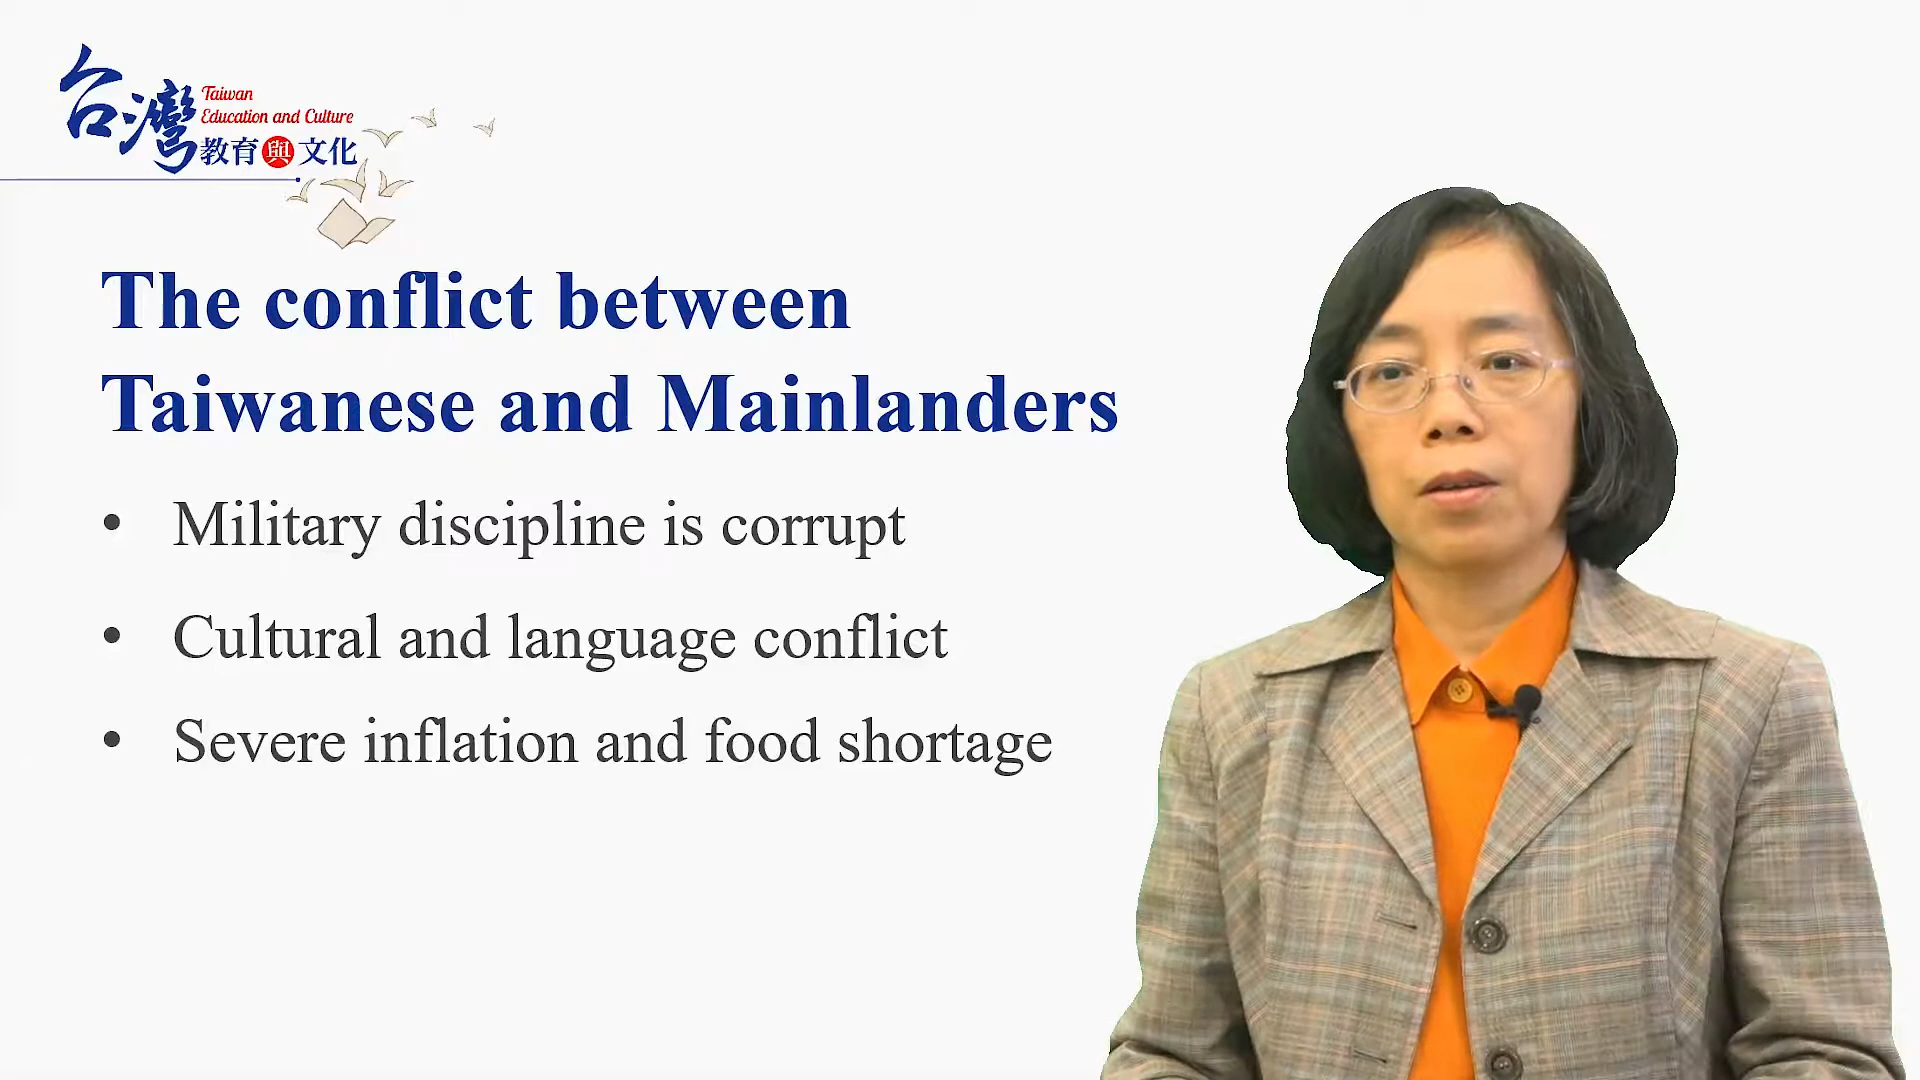 台灣
Taiwan
Education and Culture
教育與文化
The conflict between
Taiwanese and Mainlanders
• Military discipline is corrupt
• Cultural and language conflict
• Severe inflation and food shortage